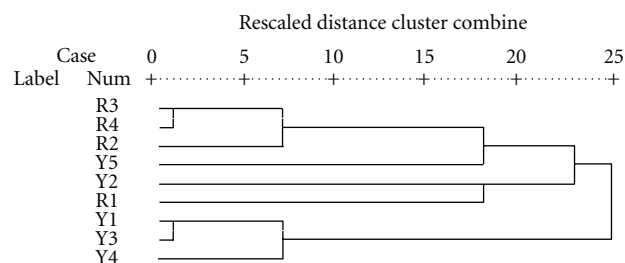 Rescaled distance cluster combine
Case 0 5 10 15 20 25
Label Num
R3
R4
R2
Y5
Y2
R1
Y1
Y3
Y4